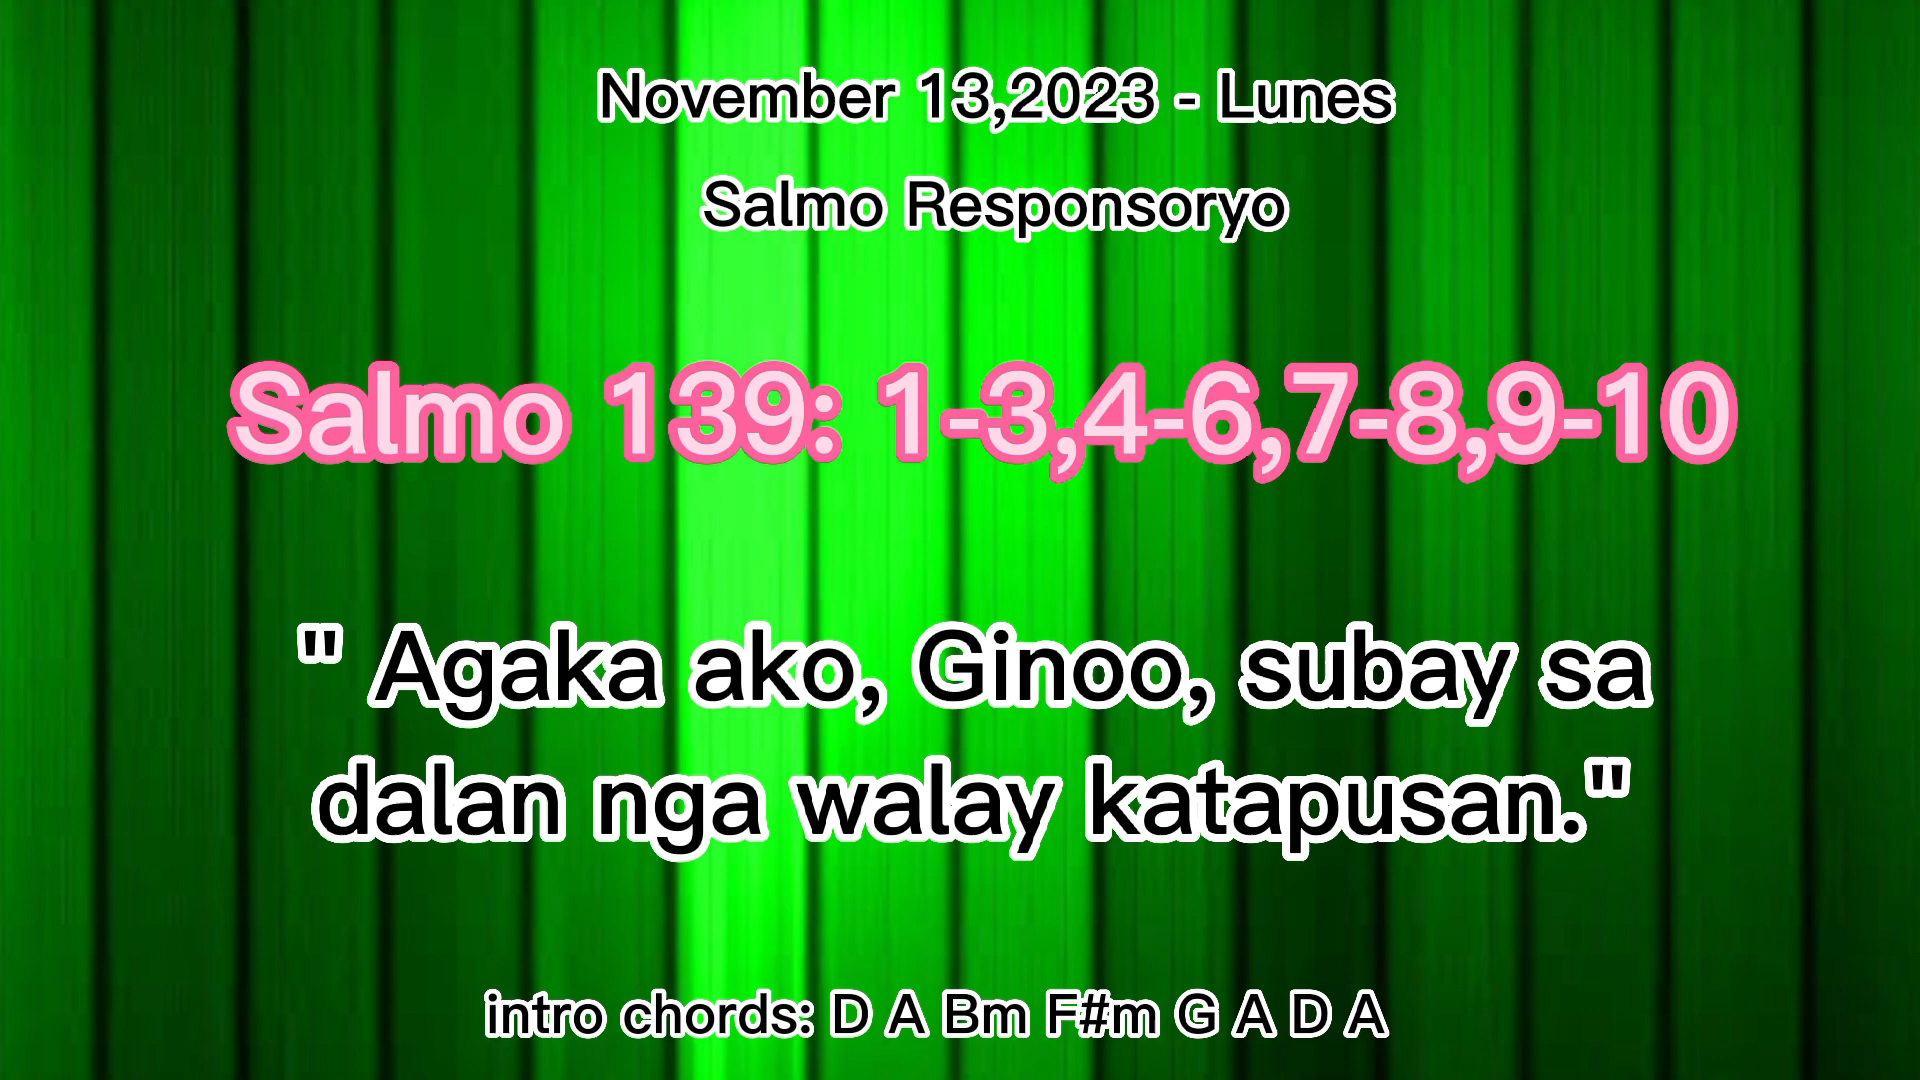 November 13,2023 - Lunes
Salmo Responsoryo
Salmo 139: 1-3,4-6,7-8,9-10
" Agaka ako, Ginoo, subay sa
dalan nga walay katapusan."
intro chords: D A Bm F#m G A D A